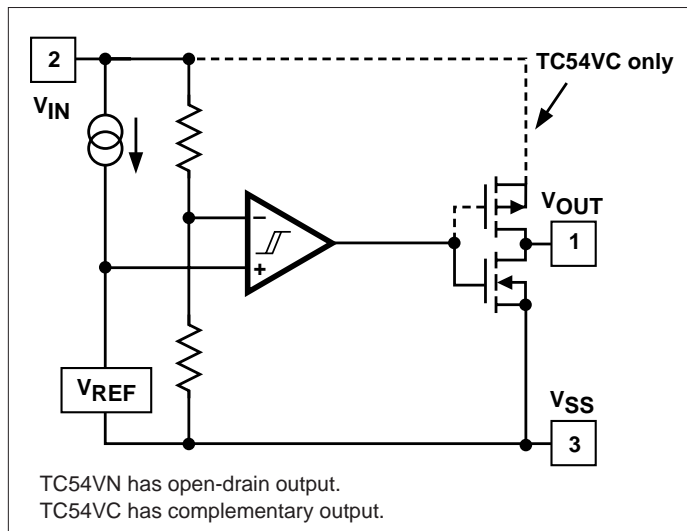 2
TC54VC only
VIN
VOUT
1
–
+
VREF
VSS
3
TC54VN has open-drain output.
TC54VC has complementary output.